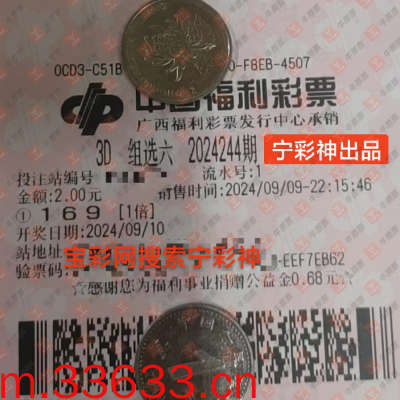 0CD3-C51B
0-F8EB-4507
中国福利彩票
广西福利彩票发行中心承销
3D 组选六 2024244期
宁彩神出品
投注站编号
流水号:1
金额:2.00元
销售时间:2024/09/09-22:15:46
① 169 [1倍]
开奖日期:2024/09/10
站地址:
宝彩网搜索宁彩神
验票码:
-EEF7EB62
☆感谢您为福利事业捐赠公益金0.68元!☆
m.33633.cn